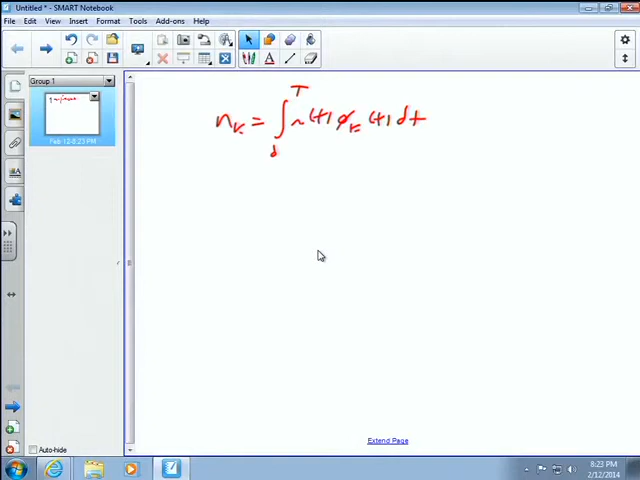 Untitled * - SMART Notebook
File Edit View Insert Format Tools Add-ons Help
Group 1
Feb 12-8:23 PM
n_k = ∫_0^T n(t) φ_k(t) dt
Extend Page
Auto-hide
8:23 PM
2/12/2014